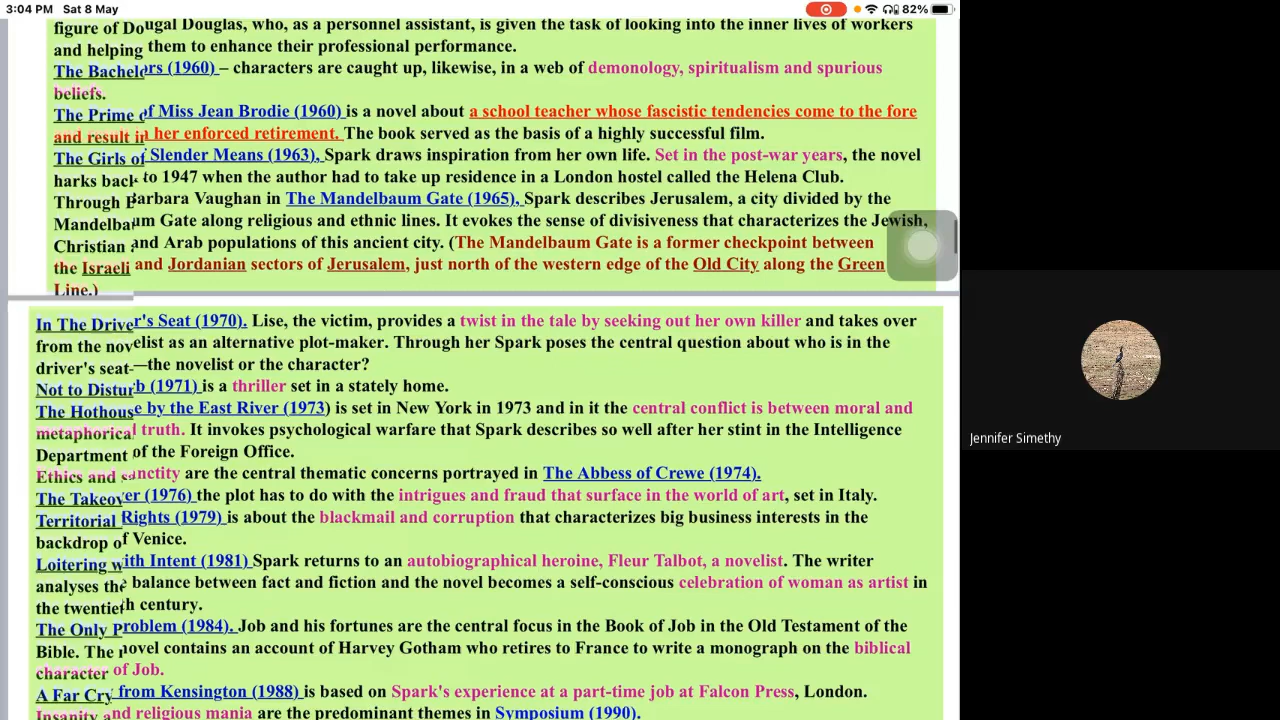 3:04 PM Sat 8 May 82%
figure of Dougal Douglas, who, as a personnel assistant, is given the task of looking into the inner lives of workers
and helping them to enhance their professional performance.
The Bachelors (1960) – characters are caught up, likewise, in a web of demonology, spiritualism and spurious
beliefs.
The Prime of Miss Jean Brodie (1960) is a novel about a school teacher whose fascistic tendencies come to the fore
and result in her enforced retirement. The book served as the basis of a highly successful film.
The Girls of Slender Means (1963), Spark draws inspiration from her own life. Set in the post-war years, the novel
harks back to 1947 when the author had to take up residence in a London hostel called the Helena Club.
Through Barbara Vaughan in The Mandelbaum Gate (1965), Spark describes Jerusalem, a city divided by the
Mandelbaum Gate along religious and ethnic lines. It evokes the sense of divisiveness that characterizes the Jewish,
Christian and Arab populations of this ancient city. (The Mandelbaum Gate is a former checkpoint between
the Israeli and Jordanian sectors of Jerusalem, just north of the western edge of the Old City along the Green
Line.)
In The Driver's Seat (1970). Lise, the victim, provides a twist in the tale by seeking out her own killer and takes over
from the novelist as an alternative plot-maker. Through her Spark poses the central question about who is in the
driver's seat—the novelist or the character?
Not to Disturb (1971) is a thriller set in a stately home.
The Hothouse by the East River (1973) is set in New York in 1973 and in it the central conflict is between moral and
metaphorical truth. It invokes psychological warfare that Spark describes so well after her stint in the Intelligence
Department of the Foreign Office.
Ethics and sanctity are the central thematic concerns portrayed in The Abbess of Crewe (1974).
The Takeover (1976) the plot has to do with the intrigues and fraud that surface in the world of art, set in Italy.
Territorial Rights (1979) is about the blackmail and corruption that characterizes big business interests in the
backdrop of Venice.
Loitering with Intent (1981) Spark returns to an autobiographical heroine, Fleur Talbot, a novelist. The writer
analyses the balance between fact and fiction and the novel becomes a self-conscious celebration of woman as artist in
the twentieth century.
The Only Problem (1984). Job and his fortunes are the central focus in the Book of Job in the Old Testament of the
Bible. The novel contains an account of Harvey Gotham who retires to France to write a monograph on the biblical
character of Job.
A Far Cry from Kensington (1988) is based on Spark's experience at a part-time job at Falcon Press, London.
Insanity and religious mania are the predominant themes in Symposium (1990).
Jennifer Simethy